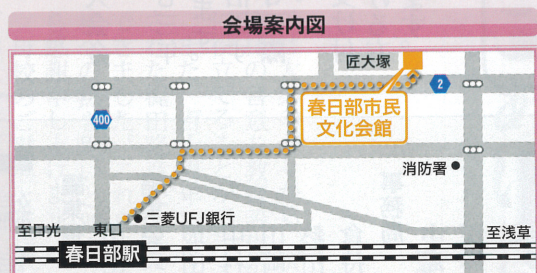 会場案内図
匠大塚
2
400
春日部市民
文化会館
消防署
三菱UFJ銀行
至日光
東口
至浅草
春日部駅